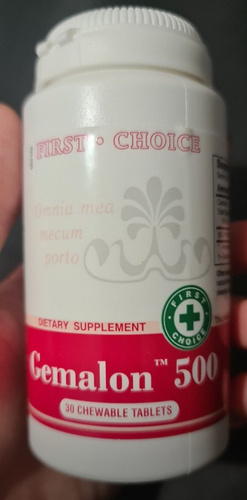 FIRST • CHOICE
Omnia mea
mecum
porto
FIRST
CHOICE
DIETARY SUPPLEMENT
Gemalon™ 500
30 CHEWABLE TABLETS